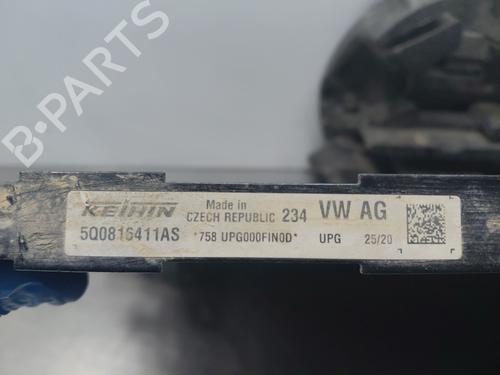 B-PARTS
KEIHIN
Made in
CZECH REPUBLIC 234 VW AG
5Q0816411AS *758 UPG000FIN0D* UPG 25/20